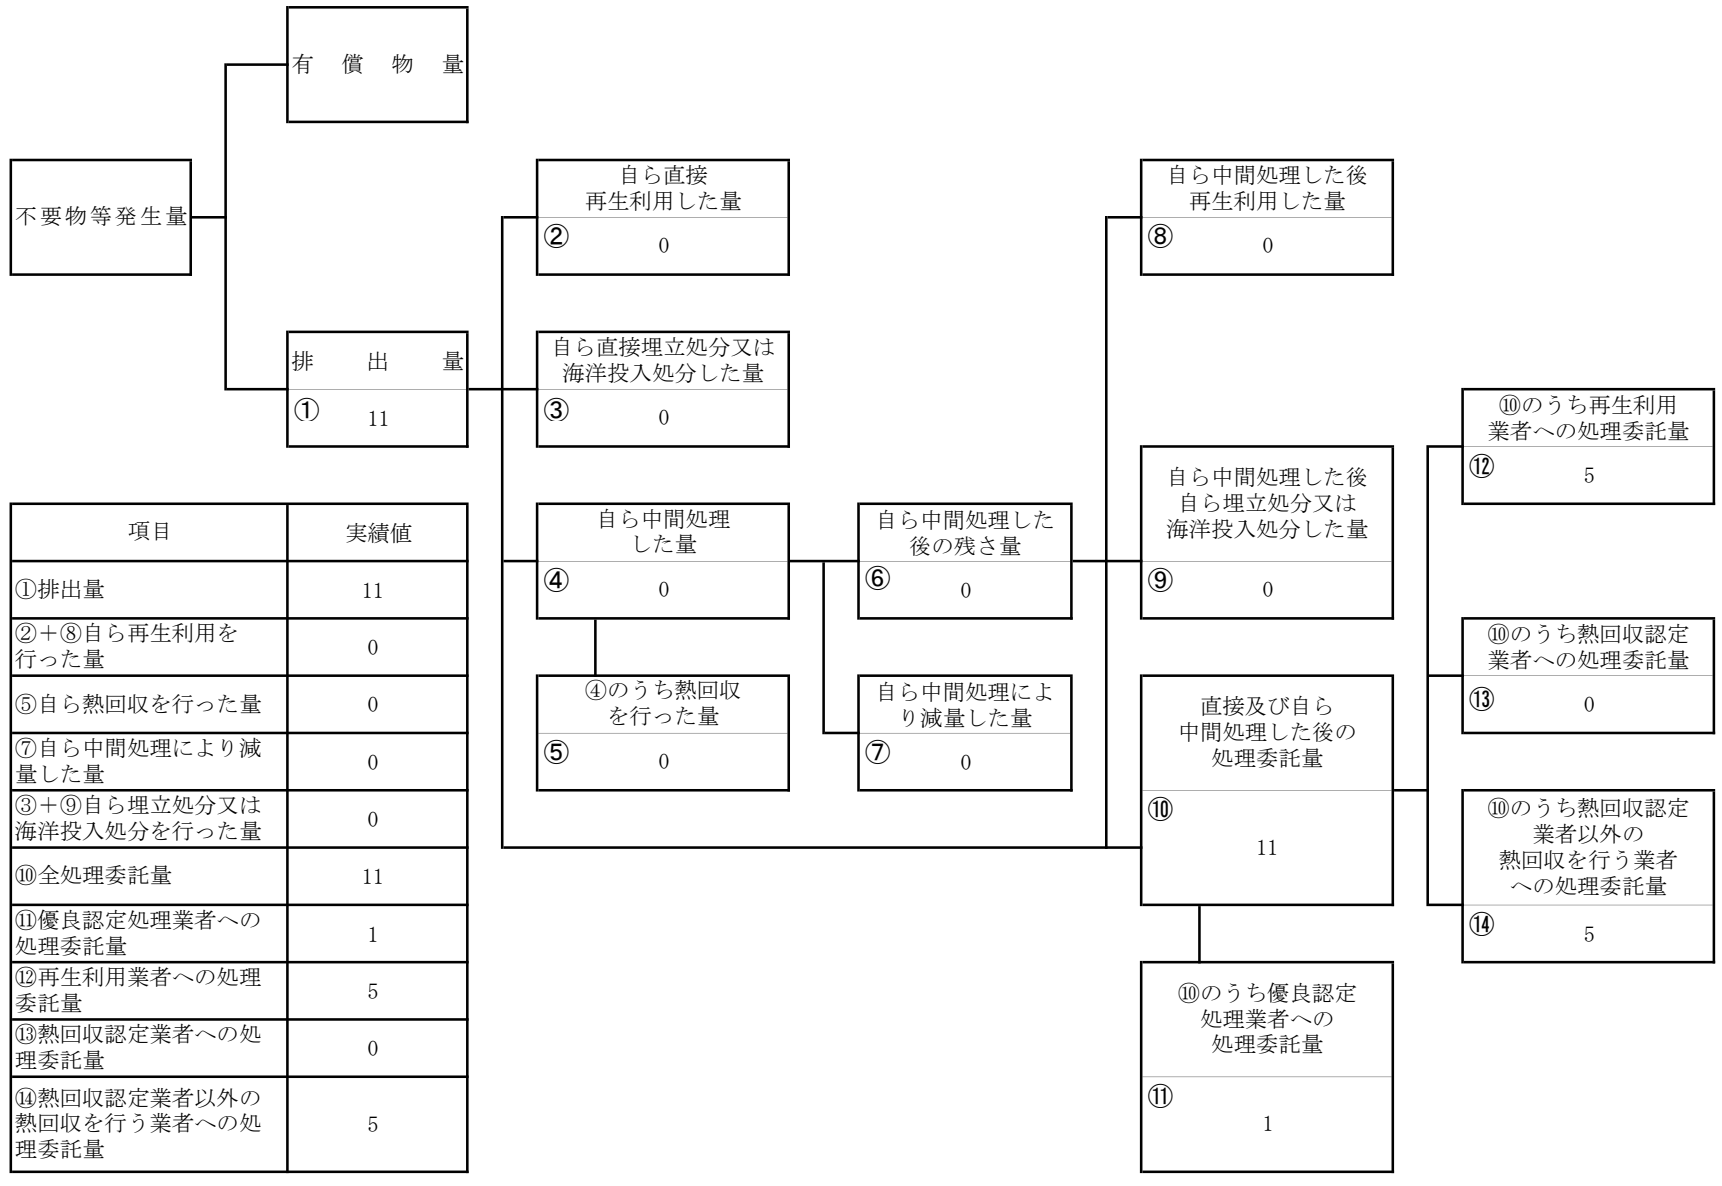 有償物量
不要物等発生量
排出量
① 11
自ら直接
再生利用した量
② 0
自ら直接埋立処分又は
海洋投入処分した量
③ 0
自ら中間処理
した量
④ 0
④のうち熱回収
を行った量
⑤ 0
自ら中間処理した
後の残さ量
⑥ 0
自ら中間処理によ
り減量した量
⑦ 0
自ら中間処理した後
再生利用した量
⑧ 0
自ら中間処理した後
自ら埋立処分又は
海洋投入処分した量
⑨ 0
直接及び自ら
中間処理した後の
処理委託量
⑩
11
⑩のうち優良認定
処理業者への
処理委託量
⑪
1
⑩のうち再生利用
業者への処理委託量
⑫ 5
⑩のうち熱回収認定
業者への処理委託量
⑬ 0
⑩のうち熱回収認定
業者以外の
熱回収を行う業者
への処理委託量
⑭ 5
項目 実績値
①排出量 11
②＋⑧自ら再生利用を
行った量 0
⑤自ら熱回収を行った量 0
⑦自ら中間処理により減
量した量 0
③＋⑨自ら埋立処分又は
海洋投入処分を行った量 0
⑩全処理委託量 11
⑪優良認定処理業者への
処理委託量 1
⑫再生利用業者への処理
委託量 5
⑬熱回収認定業者への処
理委託量 0
⑭熱回収認定業者以外の
熱回収を行う業者への処 5
理委託量